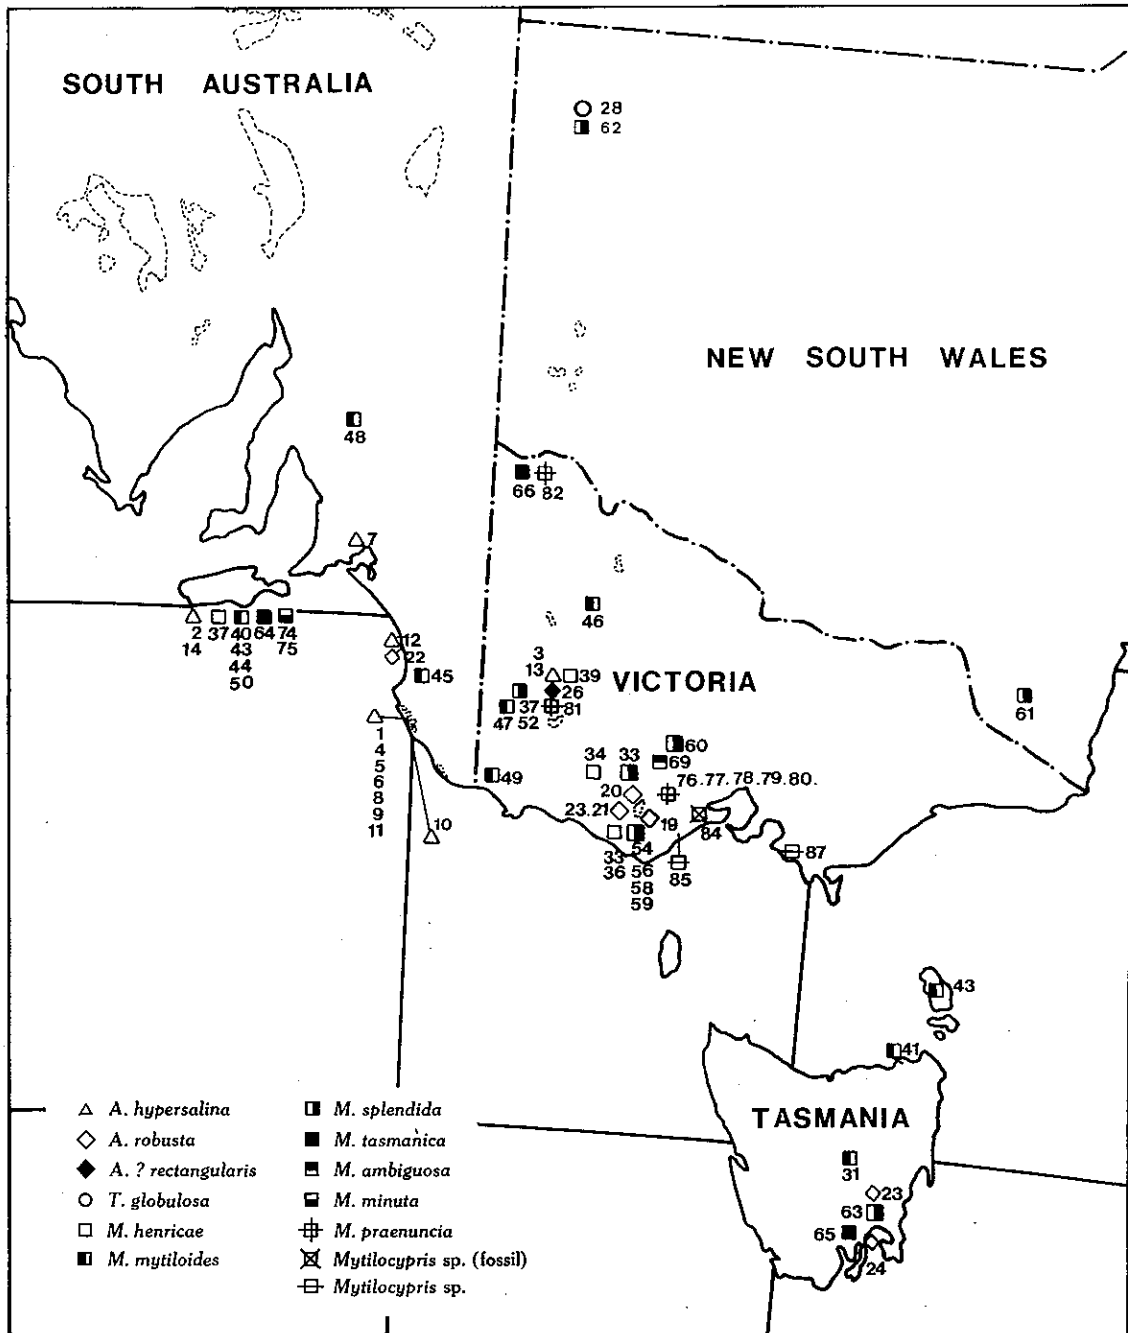 SOUTH AUSTRALIA
28
62
NEW SOUTH WALES
48
66 82
7
2 37 40 64 74
14 43 75
44
50
12
22
45
46
3
13 39
VICTORIA
26
47 37 81
52
61
1
4
5
6
8
9
11
10
49
34 33 60
69
76.77.78.79.80.
20
23.21
19
84
33 54
36 56
58
59
85
87
43
41
TASMANIA
31
23
63
65
24
A. hypersalina
A. robusta
A. ? rectangularis
T. globulosa
M. henricae
M. mytiloides
M. splendida
M. tasmanica
M. ambiguosa
M. minuta
M. praenuncia
Mytilocypris sp. (fossil)
Mytilocypris sp.